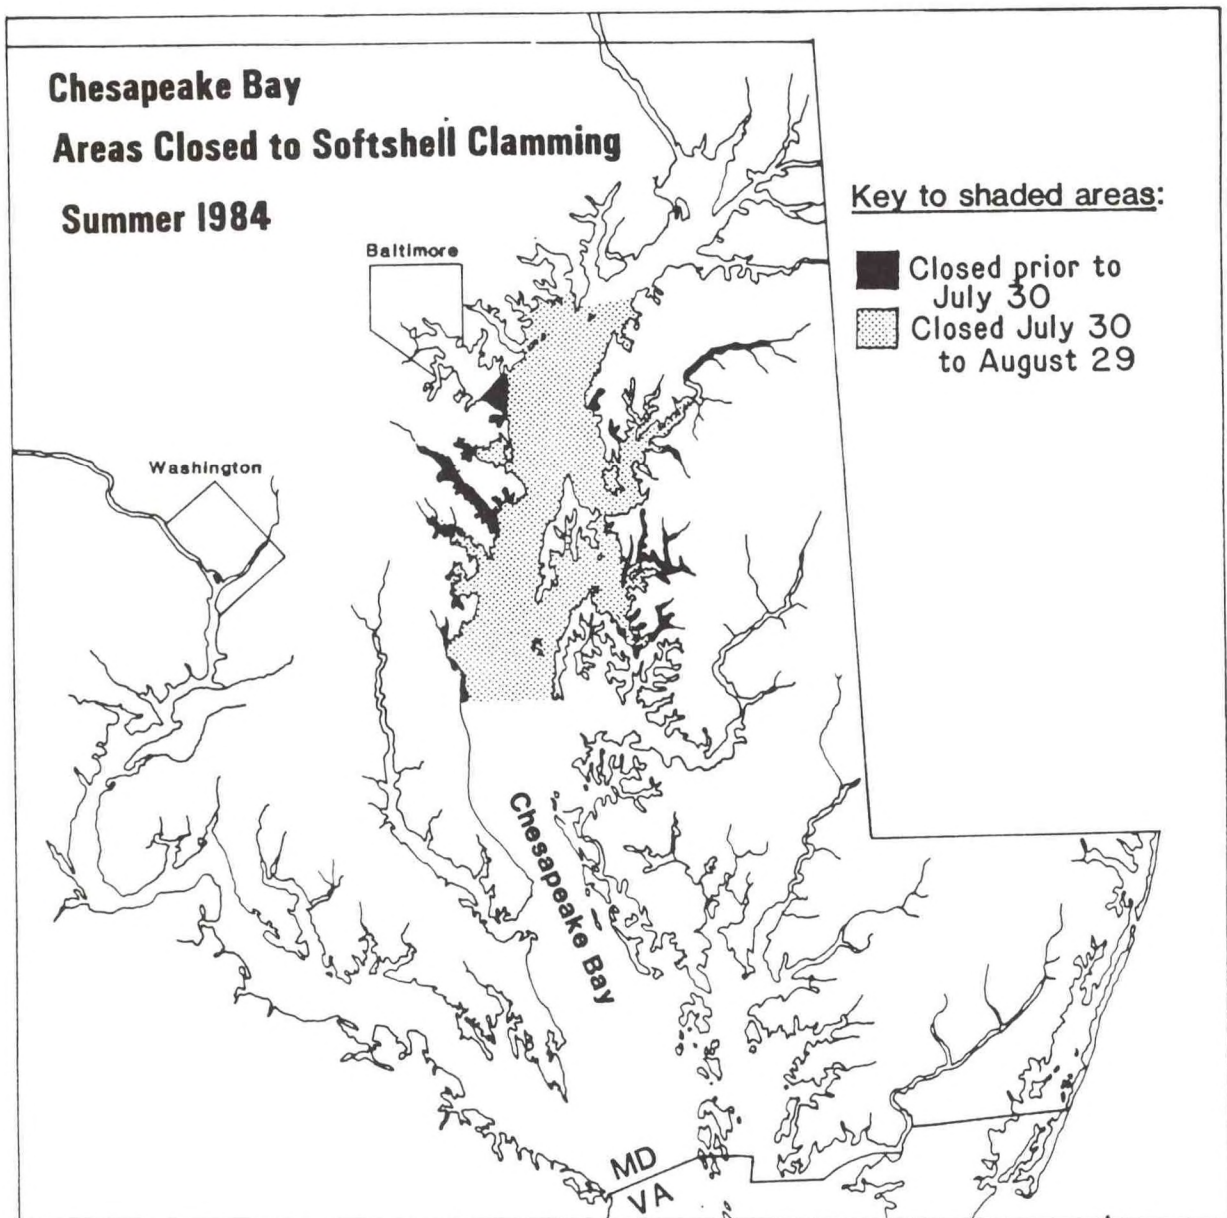 Chesapeake Bay
Areas Closed to Softshell Clamming
Summer 1984
Key to shaded areas:
Closed prior to
July 30
Closed July 30
to August 29
Baltimore
Washington
Chesapeake Bay
MD
VA